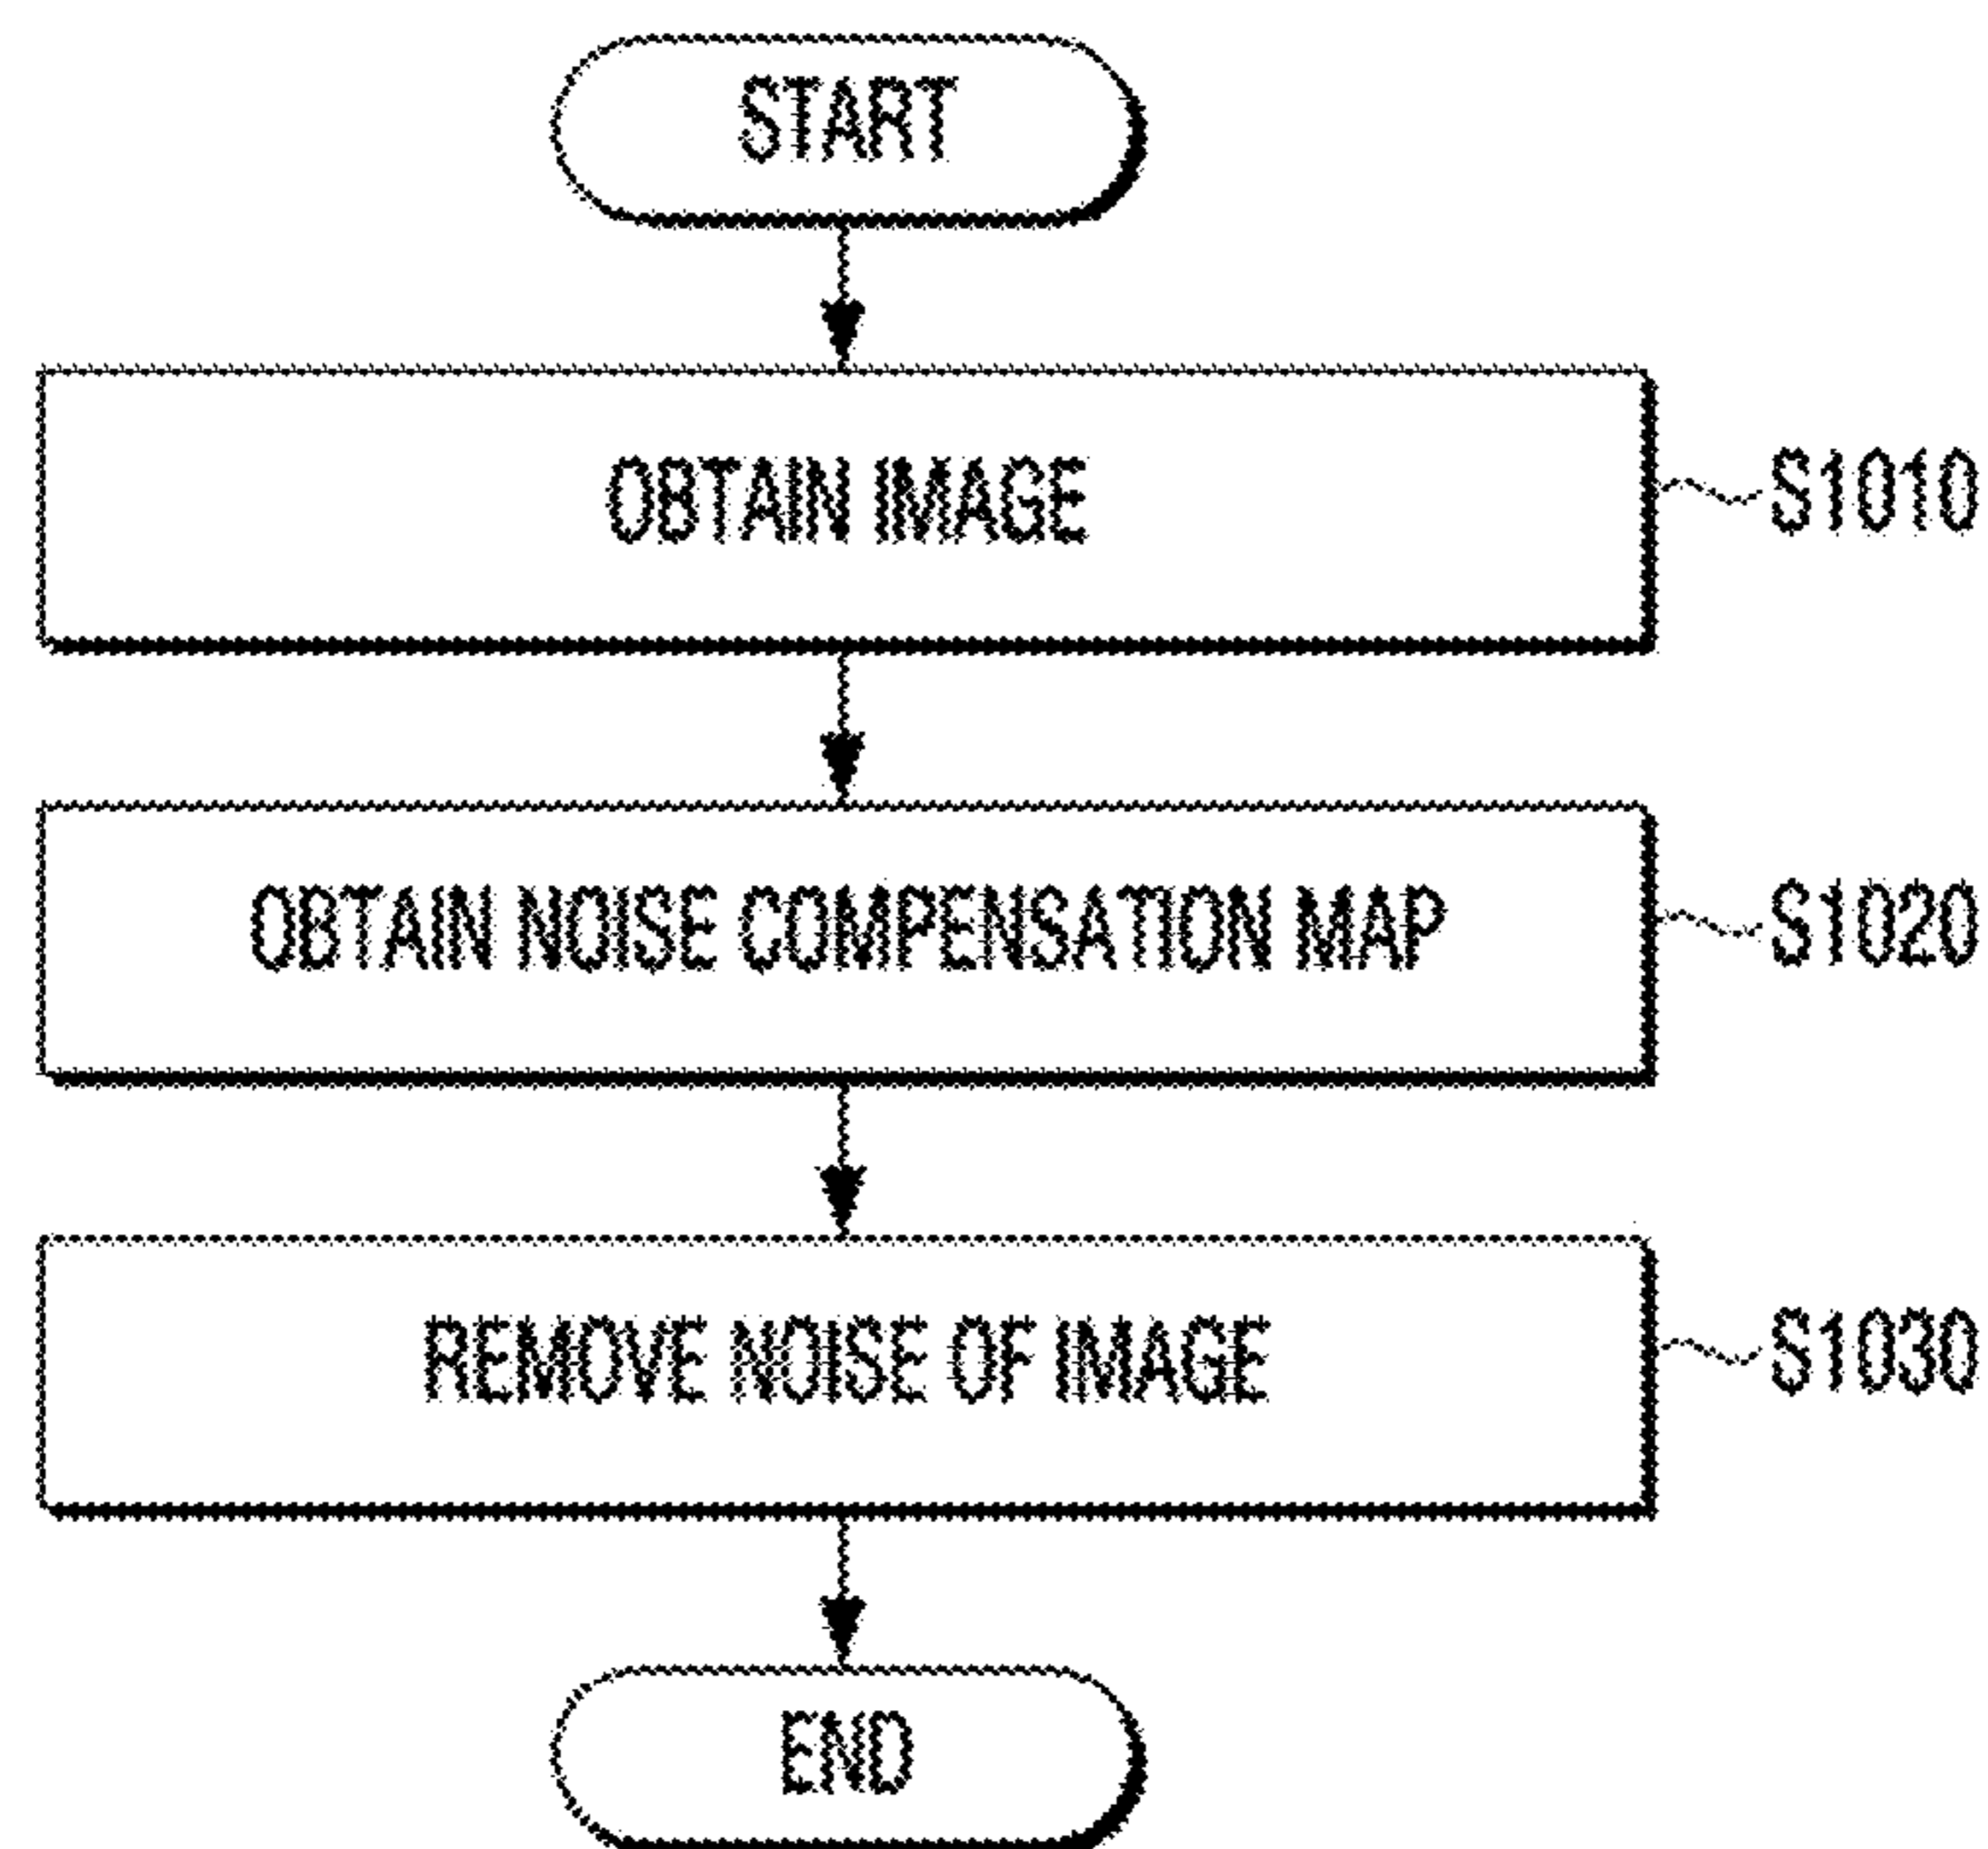 START
OBTAIN IMAGE
S1010
OBTAIN NOISE COMPENSATION MAP
S1020
REMOVE NOISE OF IMAGE
S1030
END